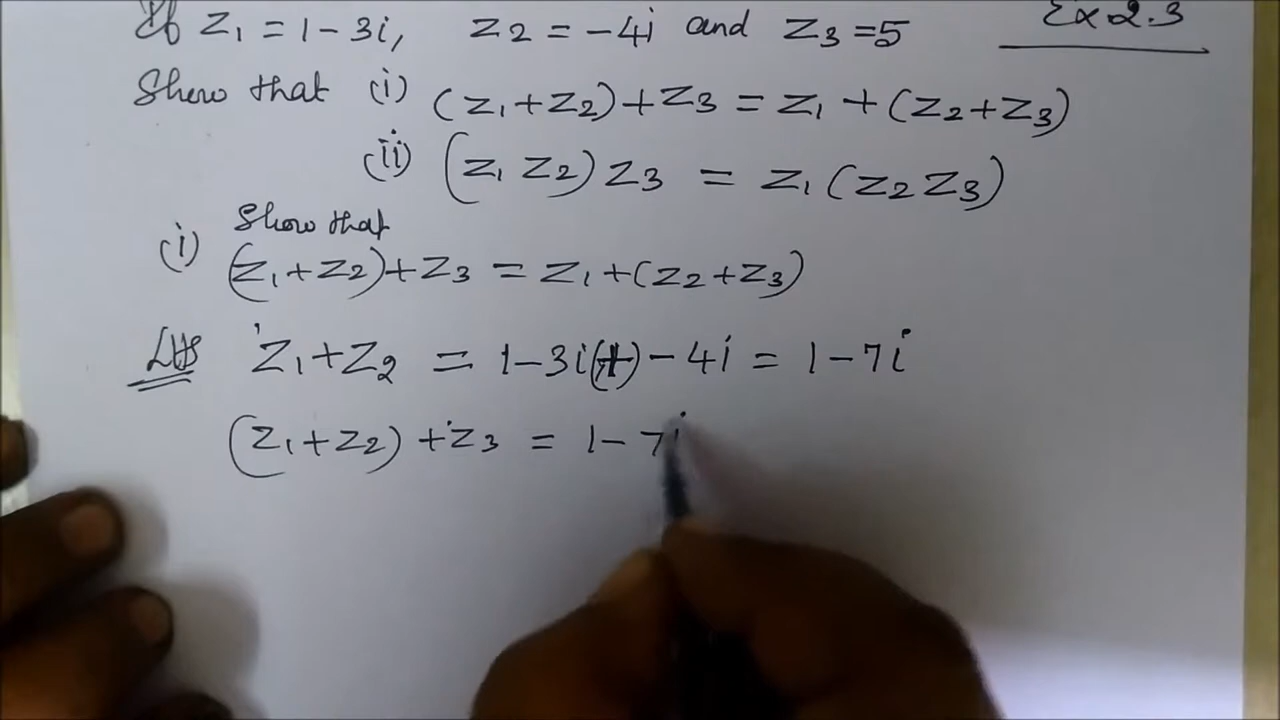 If Z₁ = 1 - 3i, Z₂ = -4i and Z₃ = 5
Ex 2.3
Show that (i) (Z₁+Z₂)+Z₃ = Z₁ + (Z₂+Z₃)
(ii) (Z₁ Z₂) Z₃ = Z₁ (Z₂ Z₃)
Show that
(i) (Z₁+Z₂)+Z₃ = Z₁+(Z₂+Z₃)
LHS Z₁+Z₂ = 1-3i(+) - 4i = 1 - 7i
(Z₁+Z₂) + Z₃ = 1 - 7i